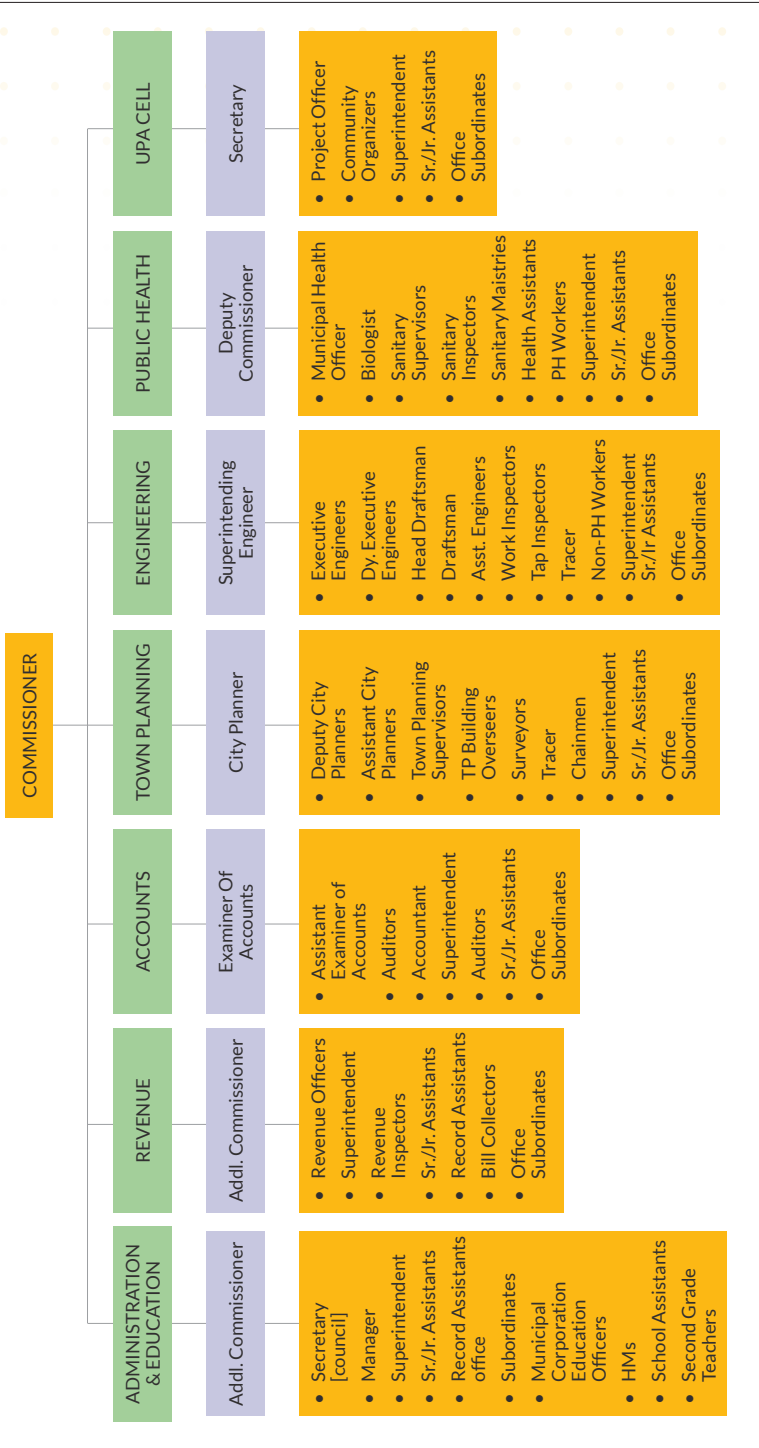 COMMISSIONER
ADMINISTRATION
& EDUCATION
Addl. Commissioner
• Secretary
[council]
• Manager
• Superintendent
• Sr./Jr. Assistants
• Record Assistants
office
• Subordinates
• Municipal
Corporation
Education
Officers
• HMs
• School Assistants
• Second Grade
Teachers
REVENUE
Addl. Commissioner
• Revenue Officers
• Superintendent
• Revenue
Inspectors
• Sr./Jr. Assistants
• Record Assistants
• Bill Collectors
• Office
Subordinates
ACCOUNTS
Examiner Of
Accounts
• Assistant
Examiner of
Accounts
• Auditors
• Accountant
• Superintendent
• Auditors
• Sr./Jr. Assistants
• Office
Subordinates
TOWN PLANNING
City Planner
• Deputy City
Planners
• Assistant City
Planners
• Town Planning
Supervisors
• TP Building
Overseers
• Surveyors
• Tracer
• Chainmen
• Superintendent
• Sr./Jr. Assistants
• Office
Subordinates
ENGINEERING
Superintending
Engineer
• Executive
Engineers
• Dy. Executive
Engineers
• Head Draftsman
• Draftsman
• Asst. Engineers
• Work Inspectors
• Tap Inspectors
• Tracer
• Non-PH Workers
• Superintendent
Sr./Ir Assistants
• Office
Subordinates
PUBLIC HEALTH
Deputy
Commissioner
• Municipal Health
Officer
• Biologist
• Sanitary
Supervisors
• Sanitary
Inspectors
• Sanitary Maistries
• Health Assistants
• PH Workers
• Superintendent
• Sr./Jr. Assistants
• Office
Subordinates
UPA CELL
Secretary
• Project Officer
• Community
Organizers
• Superintendent
• Sr./Jr. Assistants
• Office
Subordinates